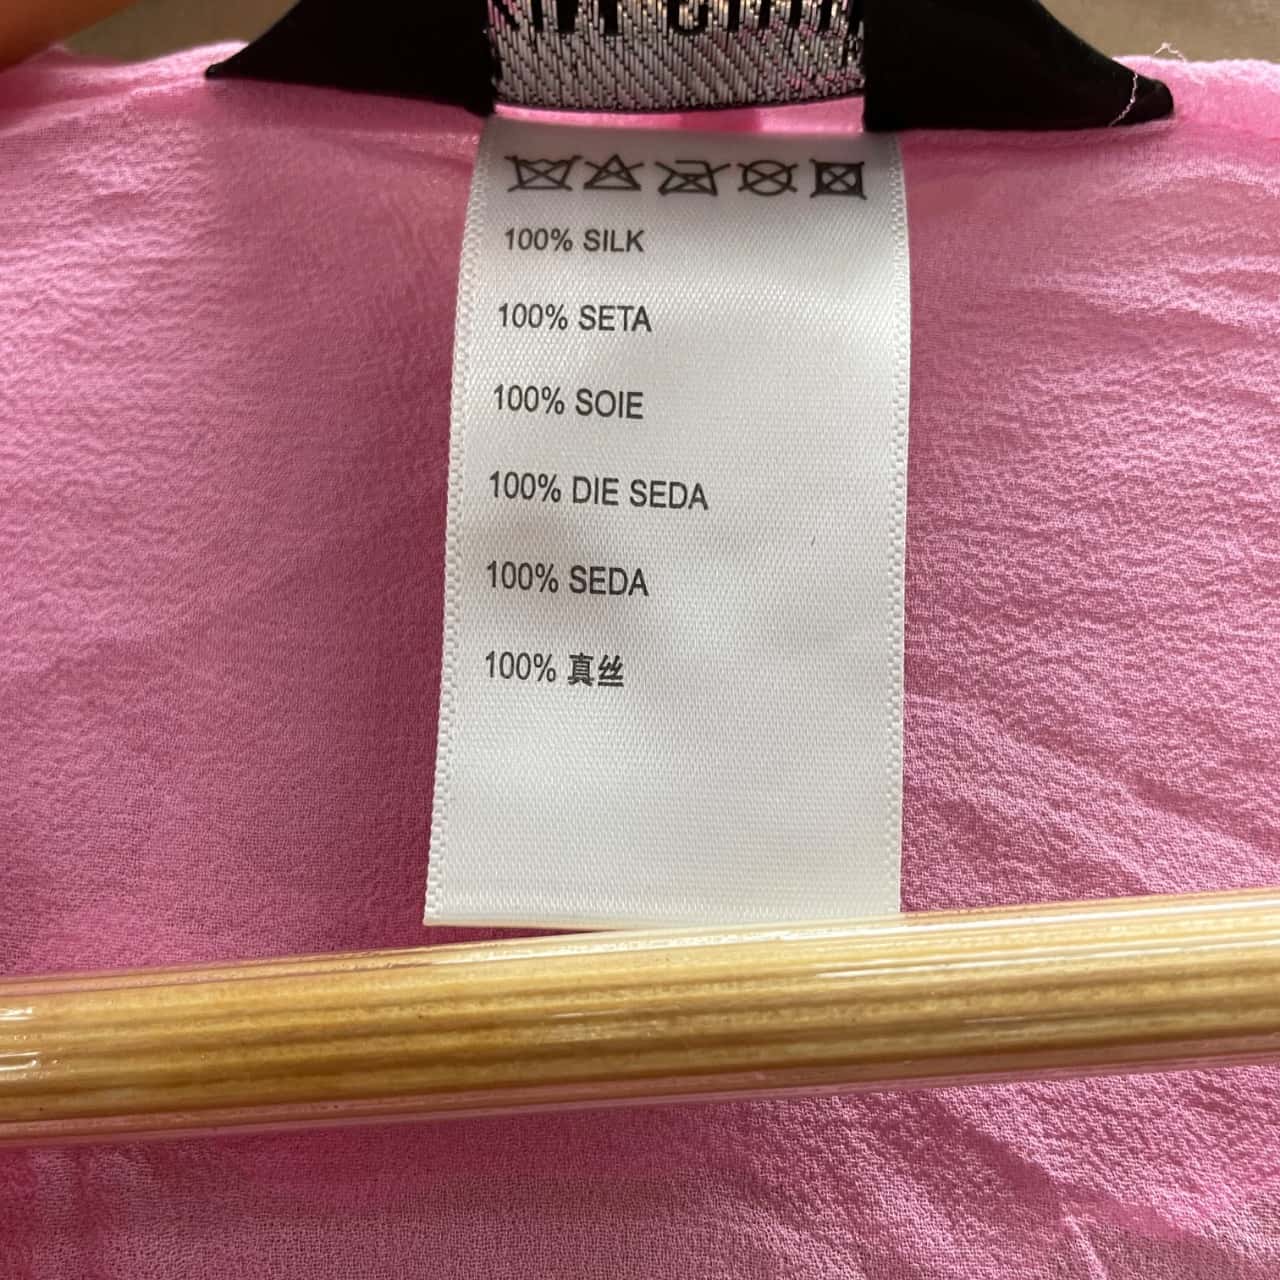 100% SILK
100% SETA
100% SOIE
100% DIE SEDA
100% SEDA
100% 真丝